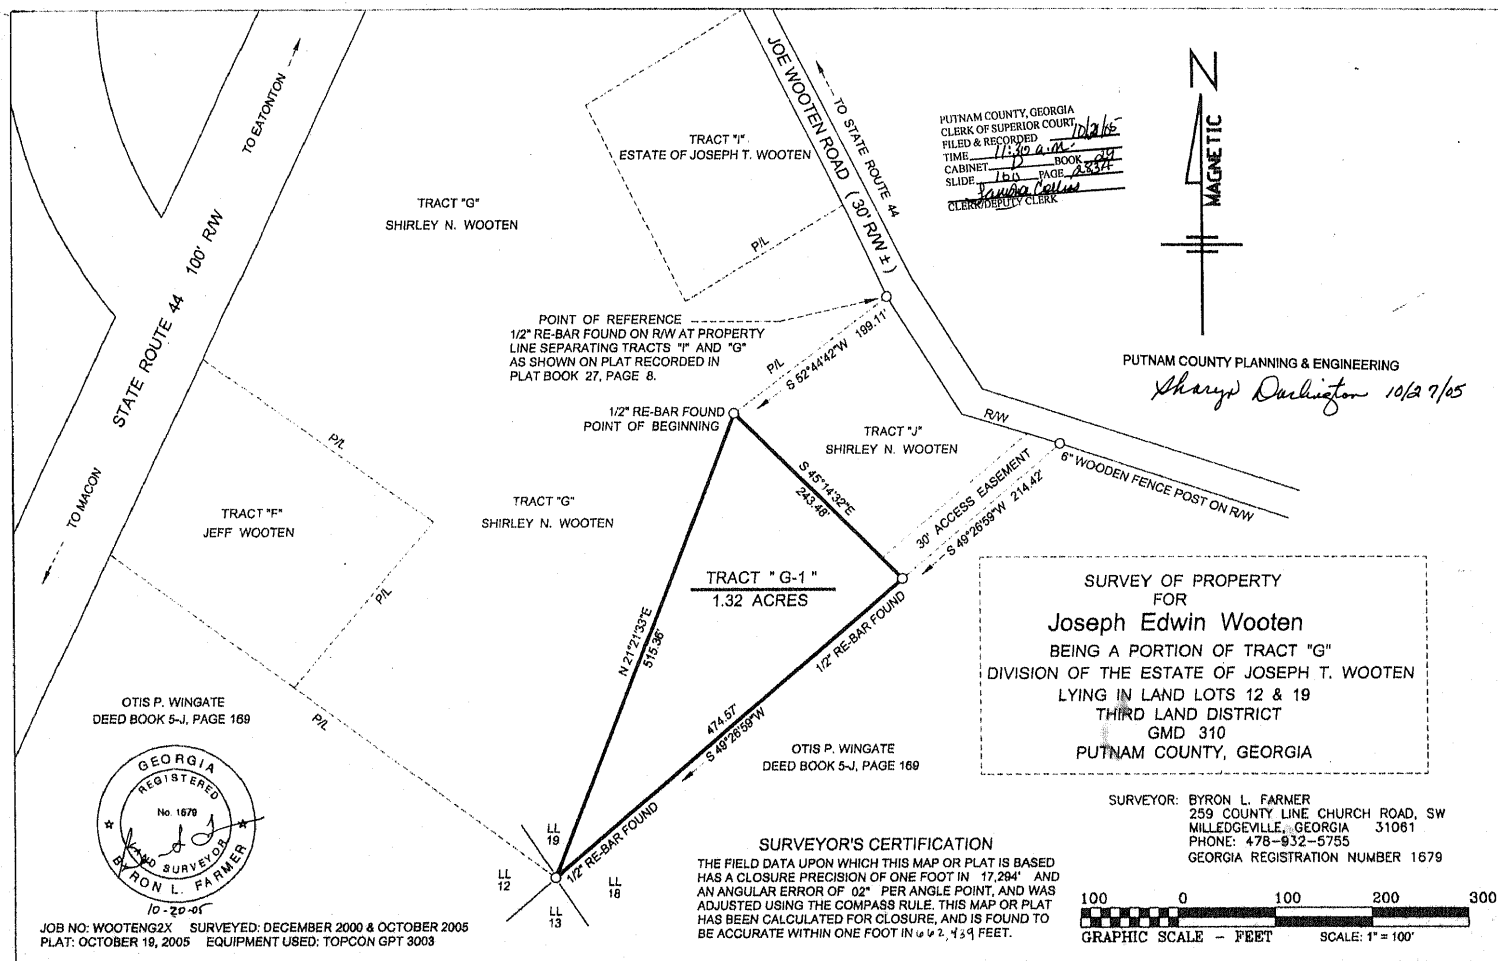 TO EATONTON
STATE ROUTE 44 100' R/W
TO MACON
TRACT "G"
SHIRLEY N. WOOTEN
TRACT "I"
ESTATE OF JOSEPH T. WOOTEN
P/L
JOE WOOTEN ROAD (30' R/W ±)
TO STATE ROUTE 44
PUTNAM COUNTY, GEORGIA
CLERK OF SUPERIOR COURT
FILED & RECORDED 10/21/05
TIME 11:30 a.m.
CABINET D BOOK 29
SLIDE 100 PAGE
CLERK/DEPUTY CLERK
N
MAGNETIC
PUTNAM COUNTY PLANNING & ENGINEERING
Sharyn Darlington 10/27/05
POINT OF REFERENCE
1/2" RE-BAR FOUND ON R/W AT PROPERTY
LINE SEPARATING TRACTS "I" AND "G"
AS SHOWN ON PLAT RECORDED IN
PLAT BOOK 27, PAGE 8.
P/L
S 52°44'42"W 199.11'
1/2" RE-BAR FOUND
POINT OF BEGINNING
TRACT "J"
SHIRLEY N. WOOTEN
R/W
6" WOODEN FENCE POST ON R/W
30' ACCESS EASEMENT
S 49°26'59"W 214.42'
S 45°14'32"E
243.48'
P/L
TRACT "F"
JEFF WOOTEN
P/L
P/L
TRACT "G"
SHIRLEY N. WOOTEN
TRACT "G-1"
1.32 ACRES
N 21°21'33"E
515.36'
1/2" RE-BAR FOUND
474.57'
S 49°26'59"W
1/2" RE-BAR FOUND
OTIS P. WINGATE
DEED BOOK 5-J, PAGE 169
OTIS P. WINGATE
DEED BOOK 5-J, PAGE 169
LL
19
LL
12
LL
18
LL
13
SURVEY OF PROPERTY
FOR
Joseph Edwin Wooten
BEING A PORTION OF TRACT "G"
DIVISION OF THE ESTATE OF JOSEPH T. WOOTEN
LYING IN LAND LOTS 12 & 19
THIRD LAND DISTRICT
GMD 310
PUTNAM COUNTY, GEORGIA
SURVEYOR: BYRON L. FARMER
259 COUNTY LINE CHURCH ROAD, SW
MILLEDGEVILLE, GEORGIA 31061
PHONE: 478-932-5755
GEORGIA REGISTRATION NUMBER 1679
GEORGIA
REGISTERED
No. 1679
LAND SURVEYOR
BYRON L. FARMER
10-20-05
JOB NO: WOOTENG2X SURVEYED: DECEMBER 2000 & OCTOBER 2005
PLAT: OCTOBER 19, 2005 EQUIPMENT USED: TOPCON GPT 3003
SURVEYOR'S CERTIFICATION
THE FIELD DATA UPON WHICH THIS MAP OR PLAT IS BASED
HAS A CLOSURE PRECISION OF ONE FOOT IN 17,294' AND
AN ANGULAR ERROR OF 02" PER ANGLE POINT, AND WAS
ADJUSTED USING THE COMPASS RULE. THIS MAP OR PLAT
HAS BEEN CALCULATED FOR CLOSURE, AND IS FOUND TO
BE ACCURATE WITHIN ONE FOOT IN 662,439 FEET.
100 0 100 200 300
GRAPHIC SCALE - FEET SCALE: 1" = 100'